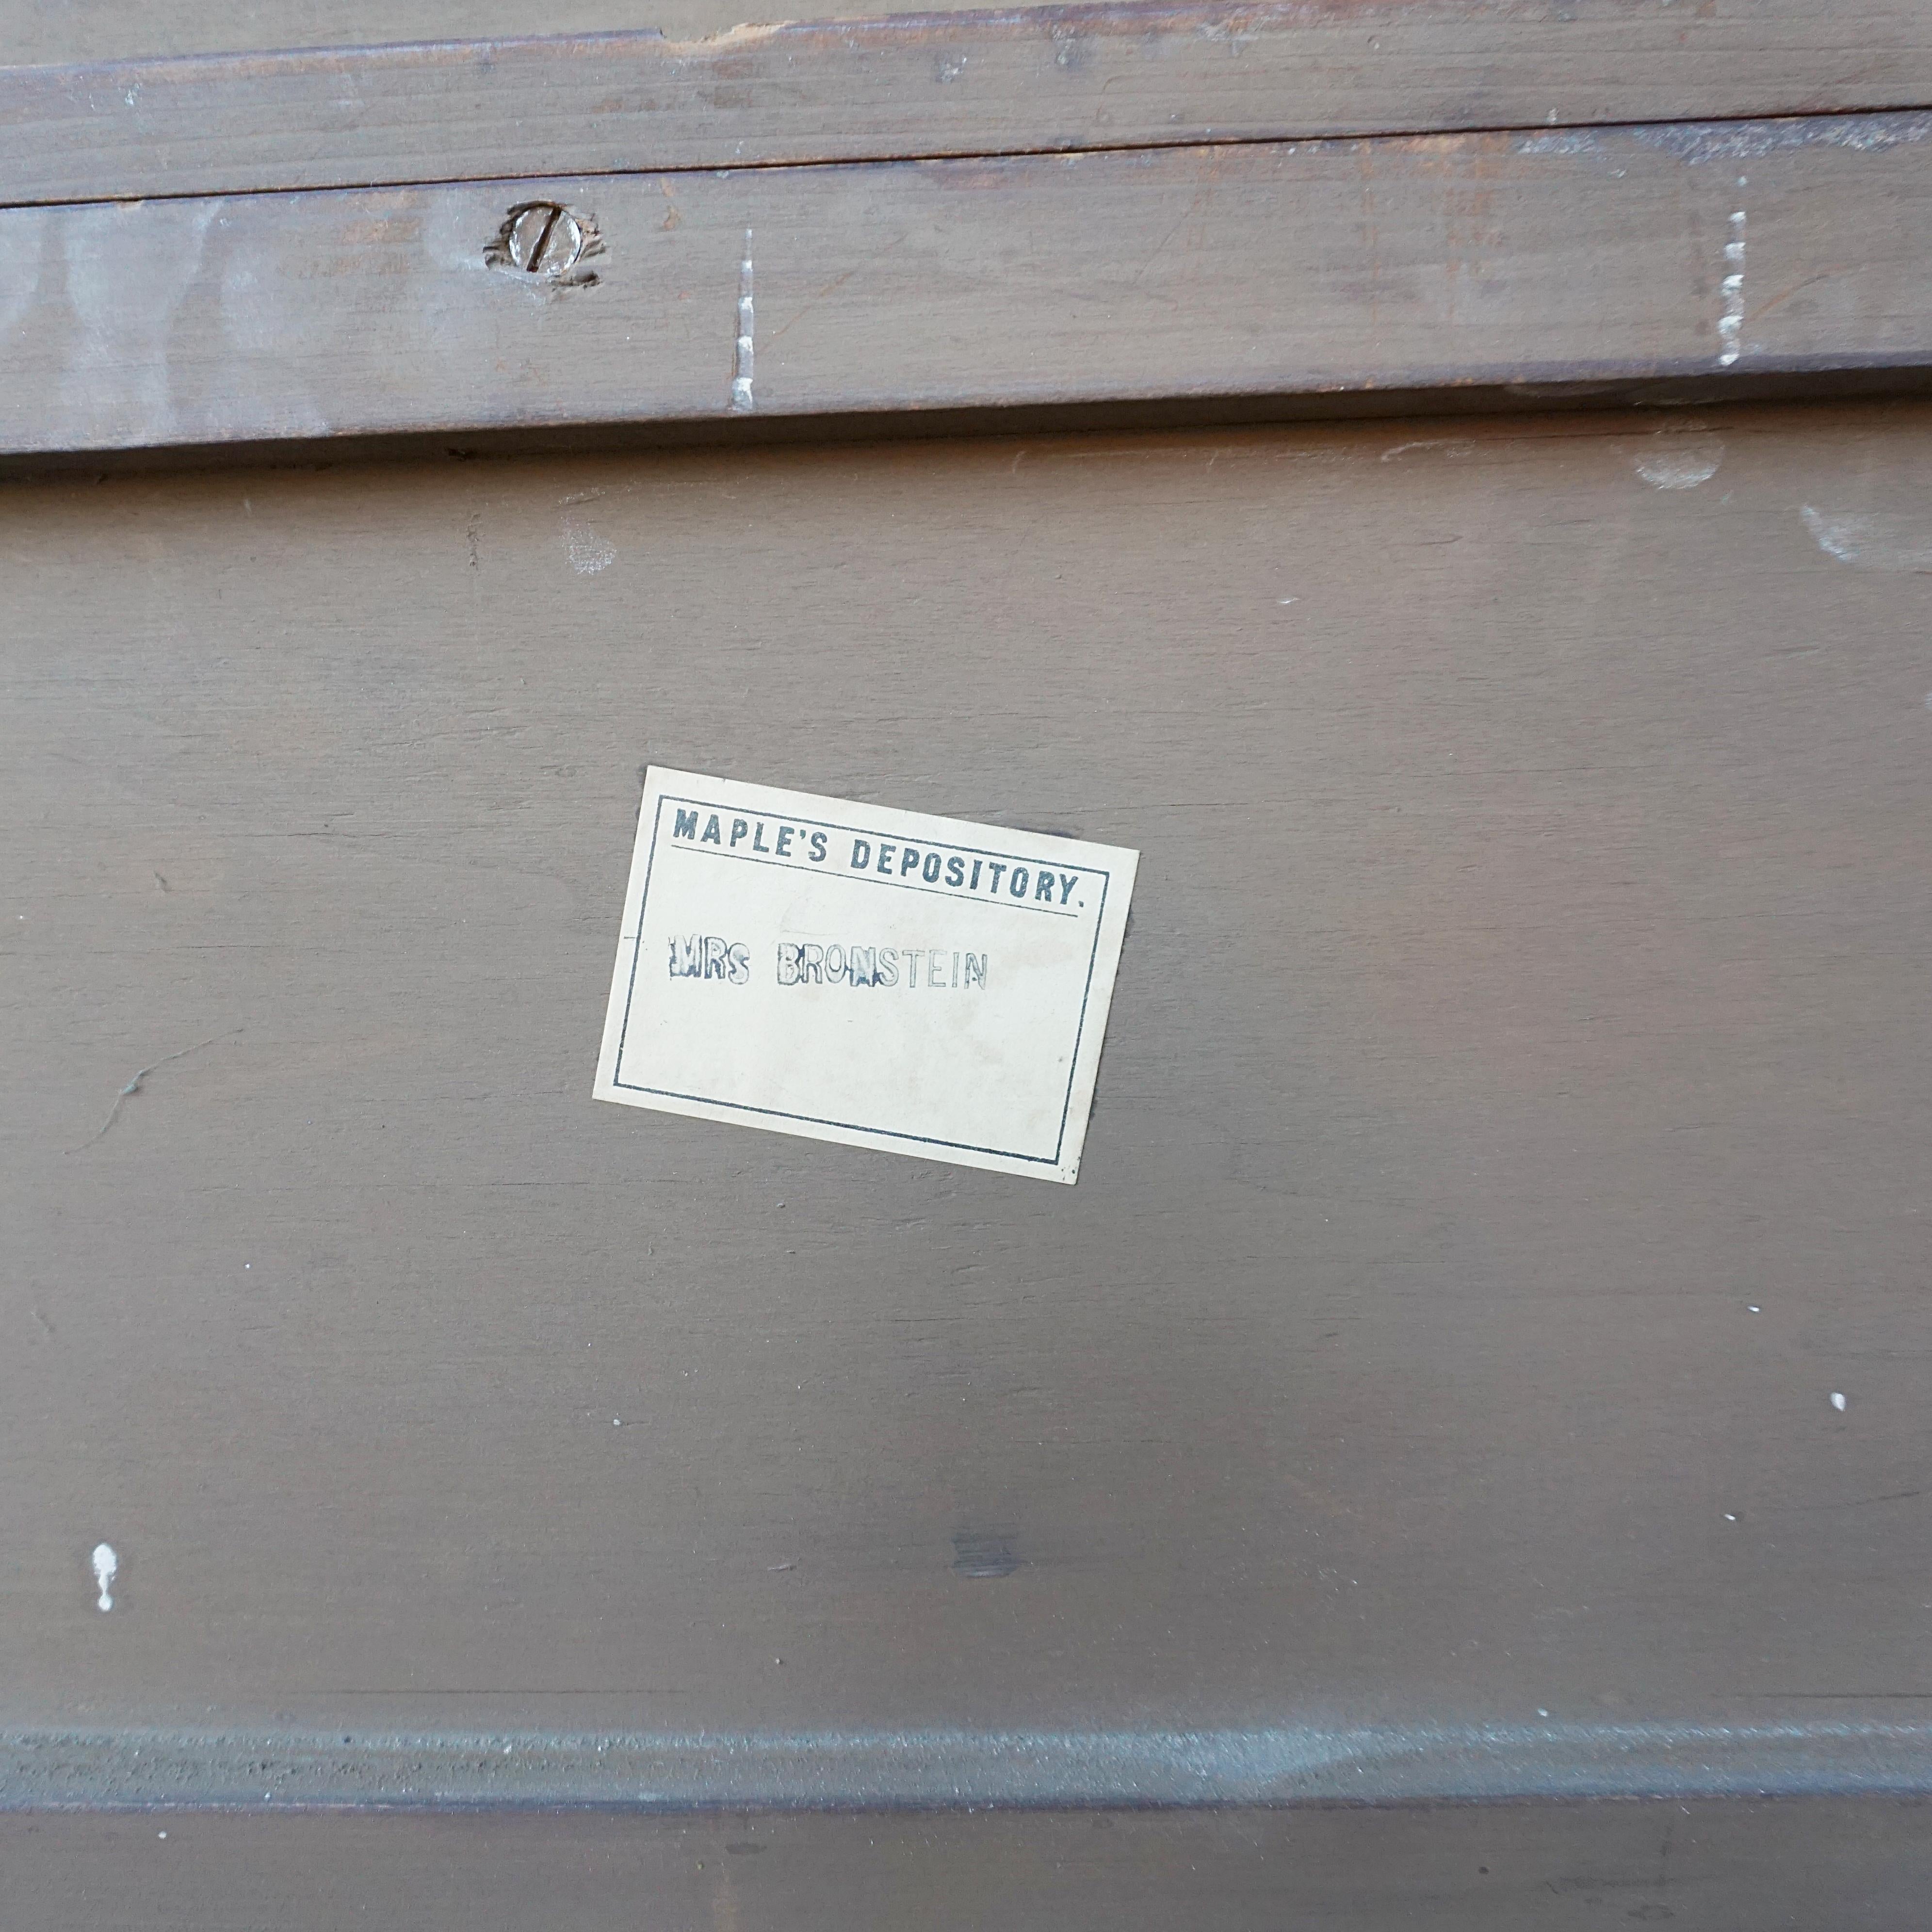 MAPLE'S DEPOSITORY.
MRS BRONSTEIN